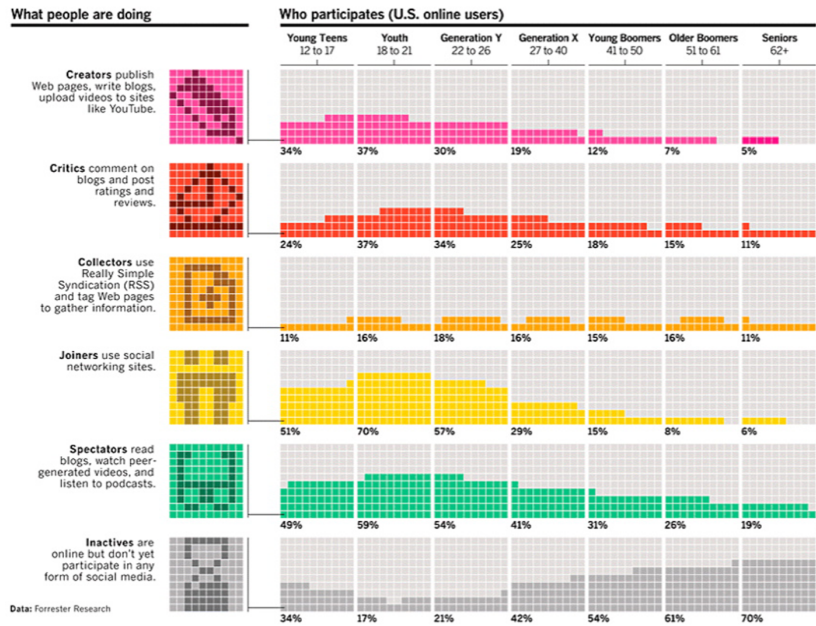 What people are doing
Who participates (U.S. online users)
Young Teens
12 to 17
Youth
18 to 21
Generation Y
22 to 26
Generation X
27 to 40
Young Boomers
41 to 50
Older Boomers
51 to 61
Seniors
62+
Creators publish
Web pages, write blogs,
upload videos to sites
like YouTube.
34% 37% 30% 19% 12% 7% 5%
Critics comment on
blogs and post
ratings and
reviews.
24% 37% 34% 25% 18% 15% 11%
Collectors use
Really Simple
Syndication (RSS)
and tag Web pages
to gather information.
11% 16% 18% 16% 15% 16% 11%
Joiners use social
networking sites.
51% 70% 57% 29% 15% 8% 6%
Spectators read
blogs, watch peer-
generated videos, and
listen to podcasts.
49% 59% 54% 41% 31% 26% 19%
Inactives are
online but don't yet
participate in any
form of social media.
34% 17% 21% 42% 54% 61% 70%
Data: Forrester Research